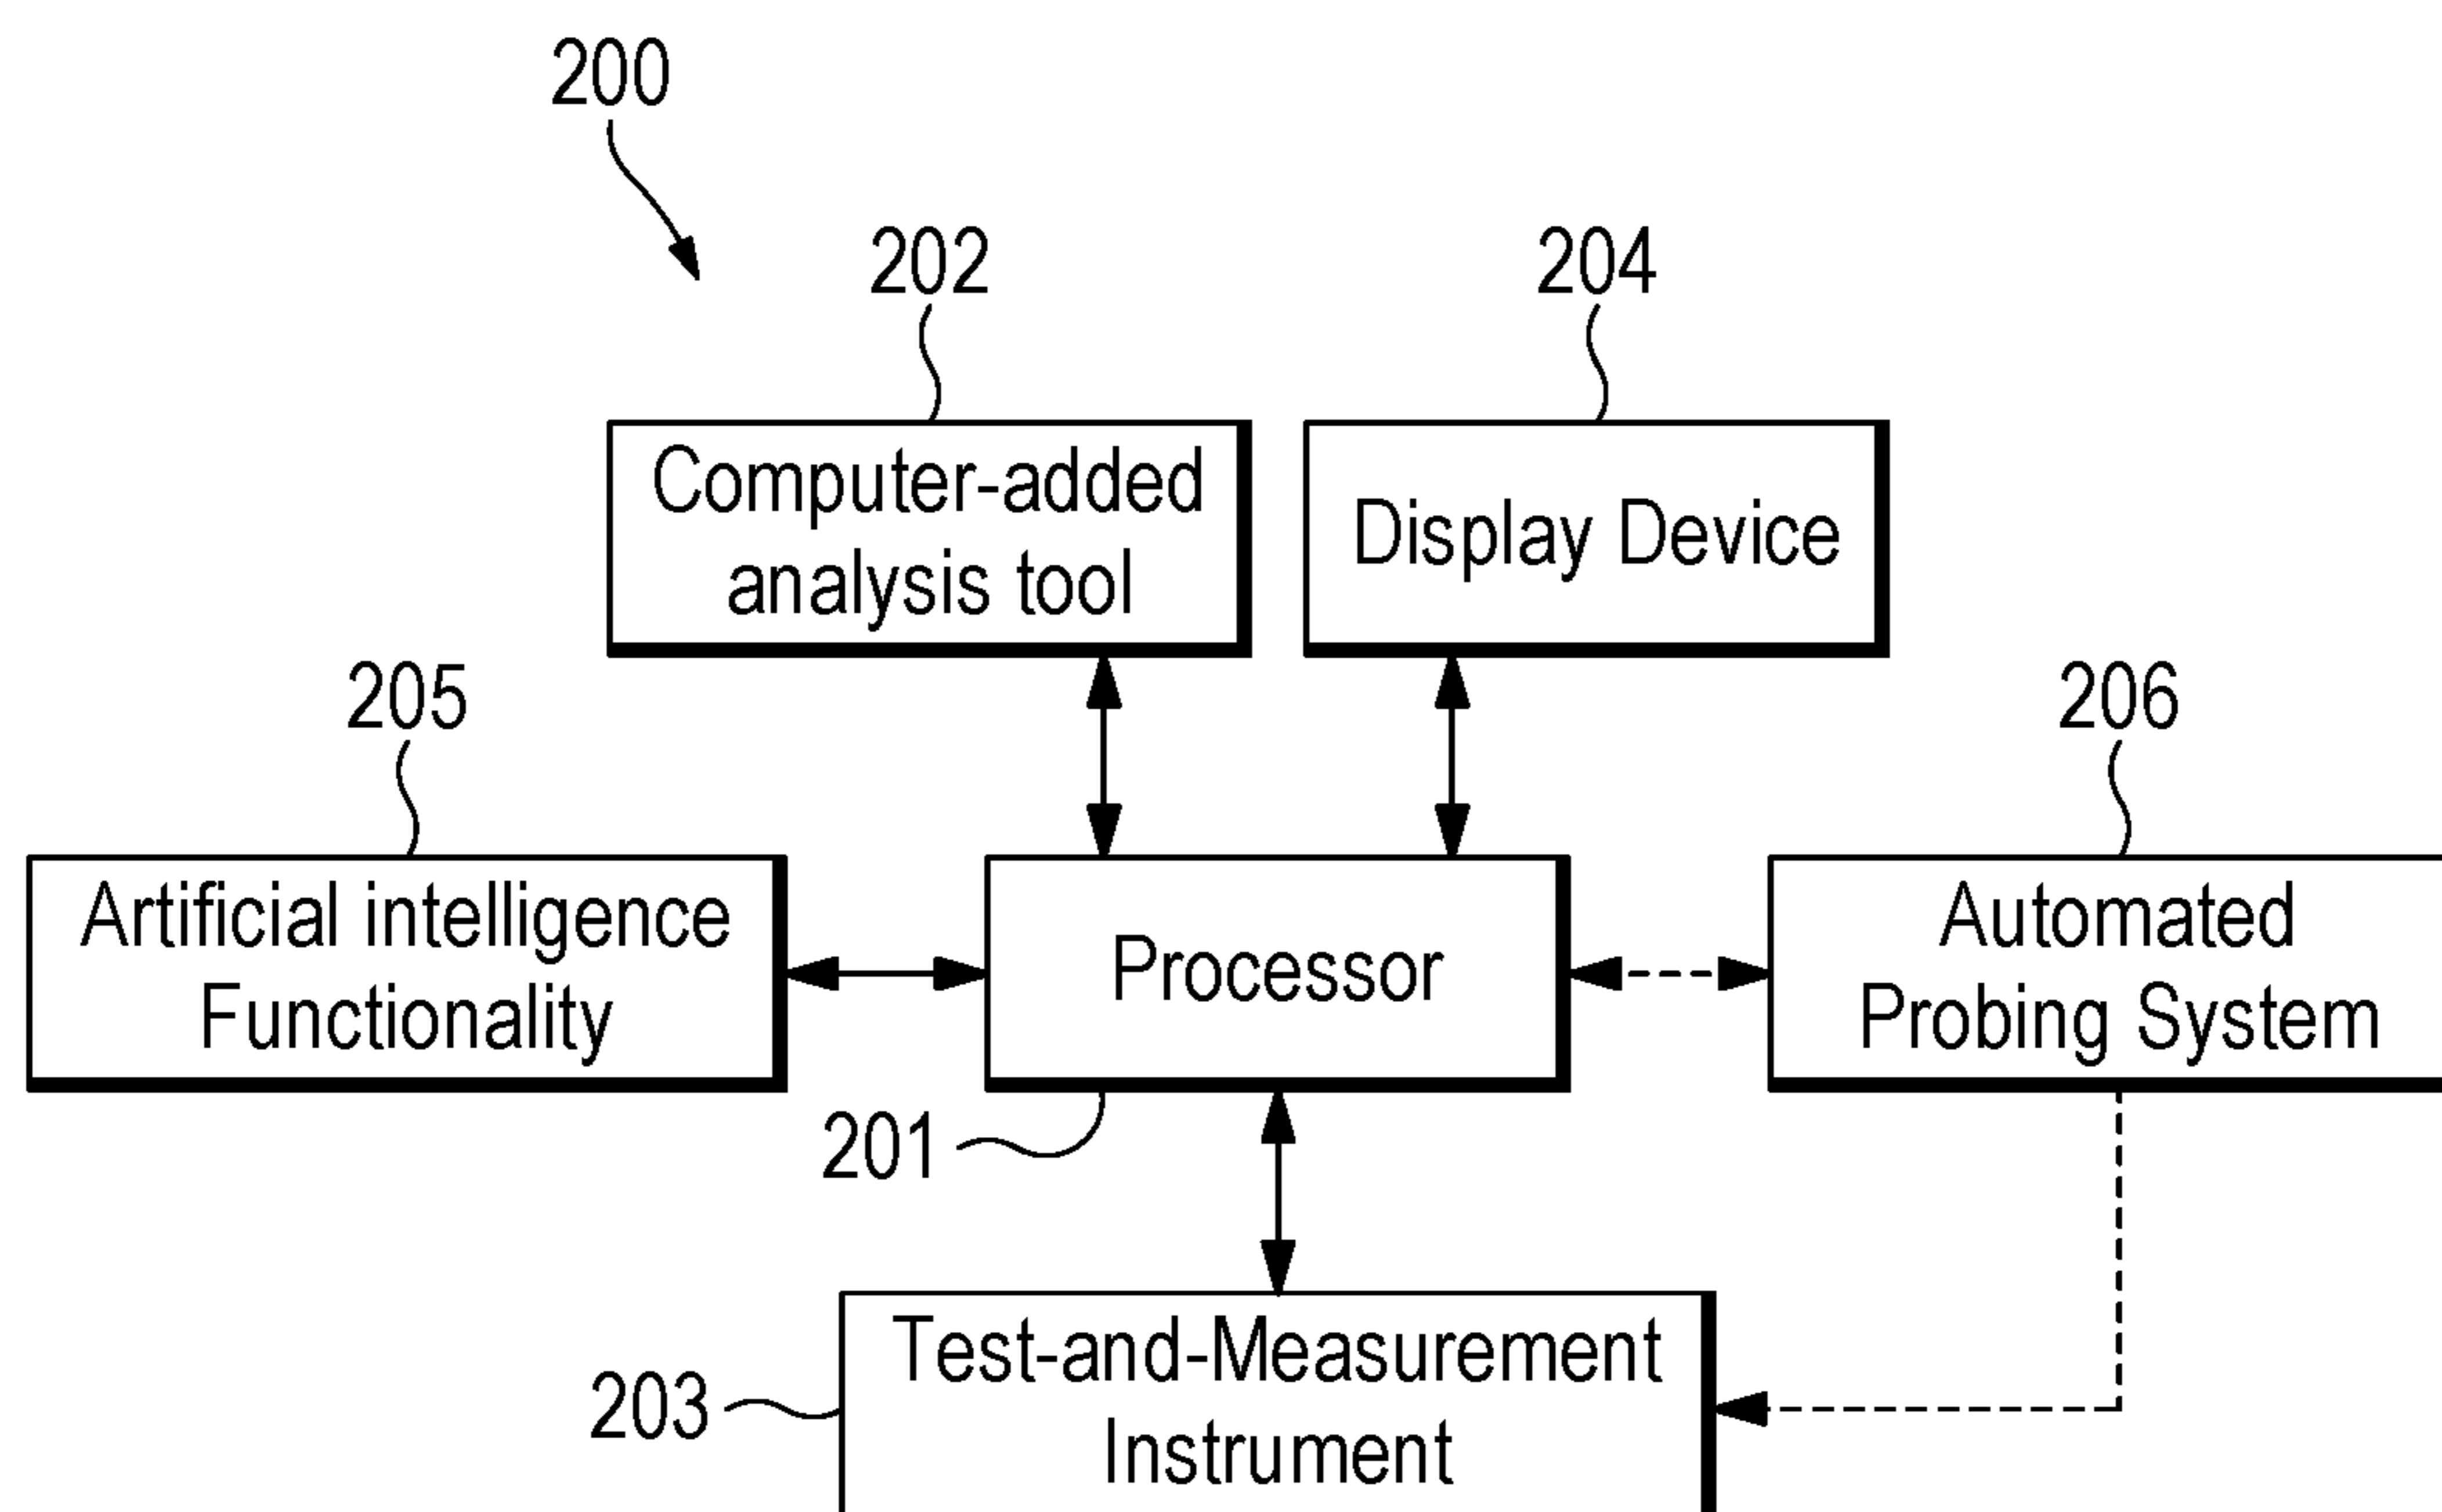 200
202
204
Computer-added
analysis tool
Display Device
205
206
Artificial intelligence
Functionality
Processor
Automated
Probing System
201
203
Test-and-Measurement
Instrument